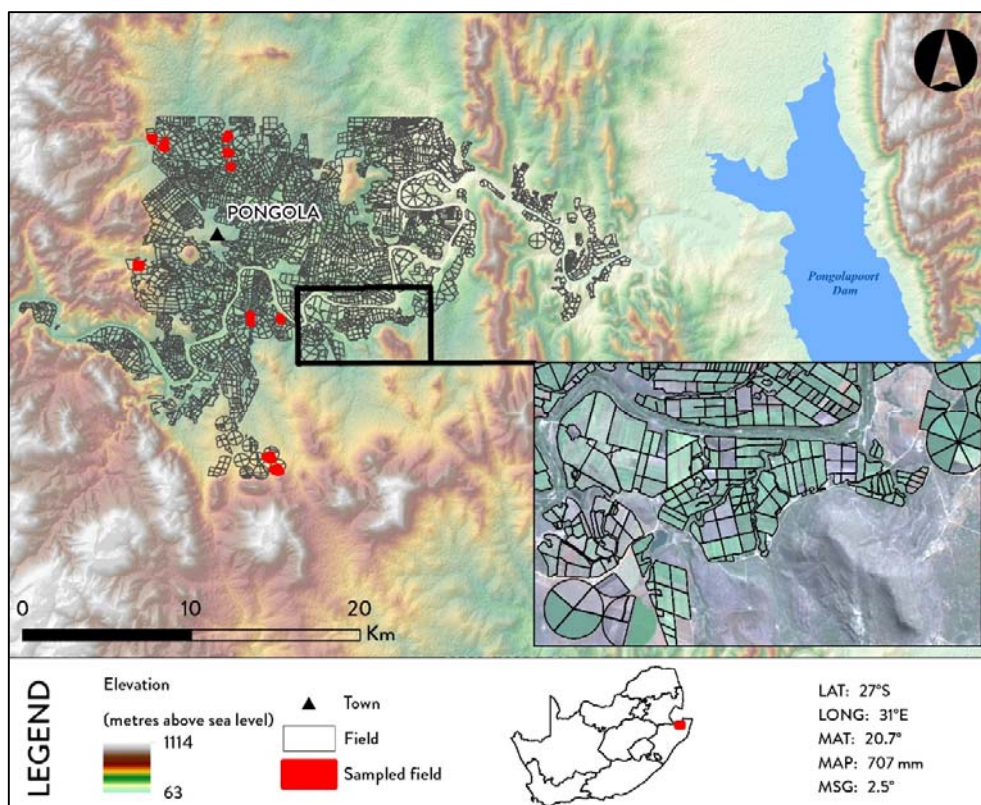 PONGOLA
Pongolapoort
Dam
0
20
Km
LEGEND
Elevation
(metres above sea level)
1114
63
Town
Field
Sampled field
LAT: 27°S
LONG: 31°E
MAT: 20.7°
MAP: 707 mm
MSG: 2.5°